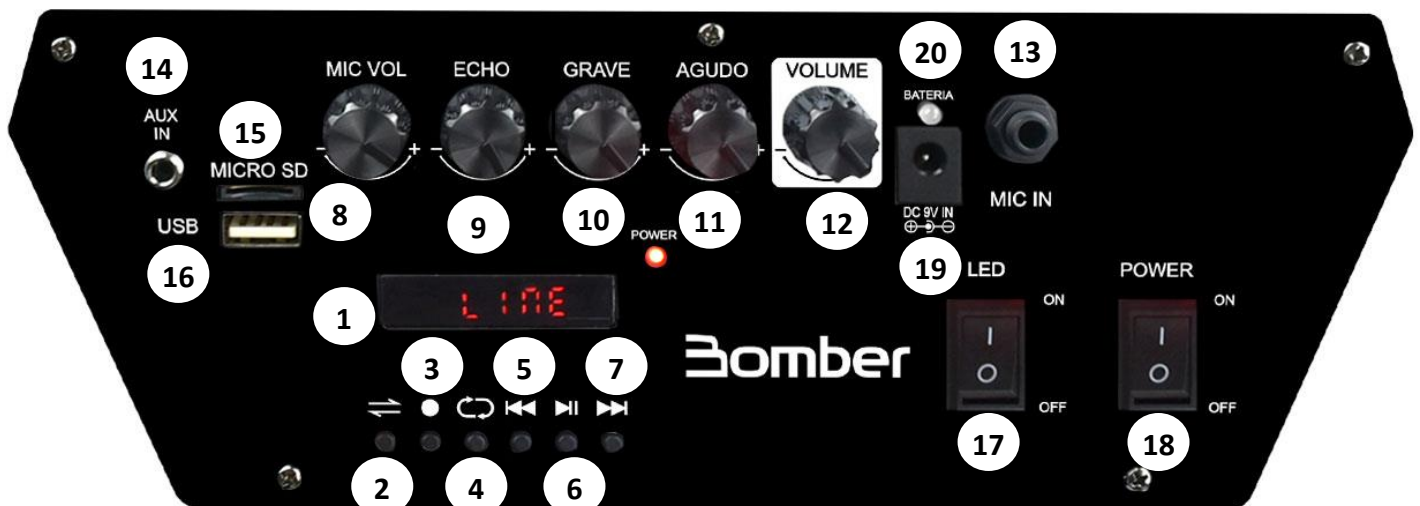 14
AUX
IN
15
MICRO SD
USB
16
MIC VOL
ECHO
GRAVE
AGUDO
VOLUME
- +
- +
- +
- +
-
8
9
10
11
12
20
BATERIA
DC 9V IN
19
13
MIC IN
POWER
1
LINE
3
5
7
2
4
6
Bomber
LED
ON
I
O
OFF
17
POWER
ON
I
O
OFF
18